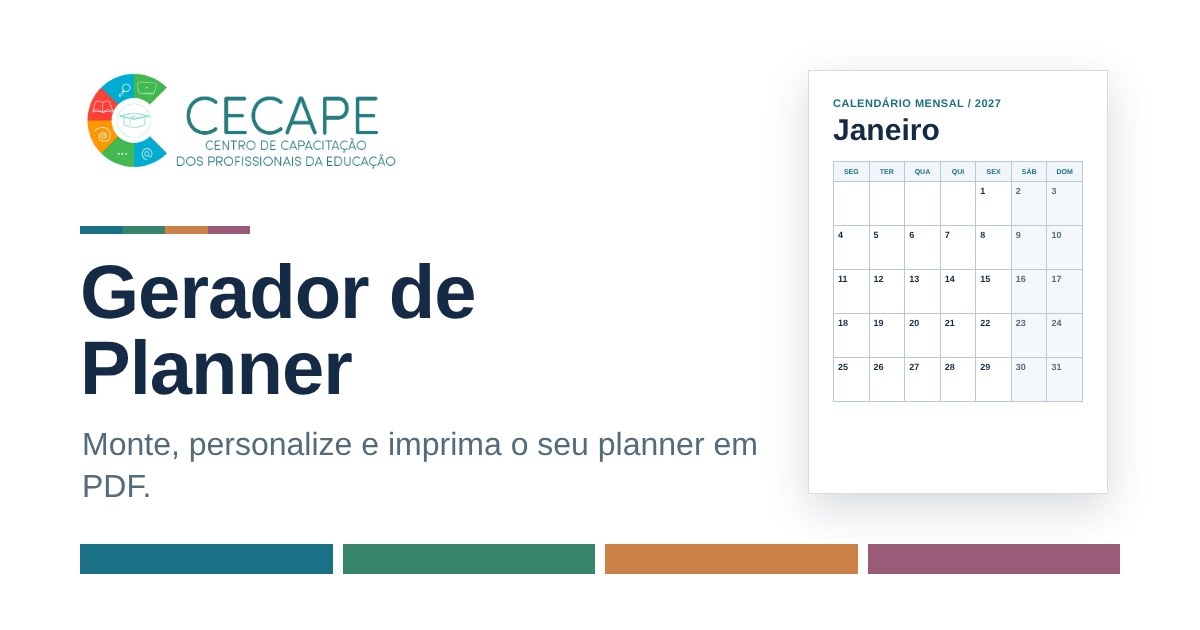 CECAPE
CENTRO DE CAPACITAÇÃO
DOS PROFISSIONAIS DA EDUCAÇÃO
Gerador de
Planner
Monte, personalize e imprima o seu planner em
PDF.
CALENDÁRIO MENSAL / 2027
Janeiro
SEG TER QUA QUI SEX SÁB DOM
1 2 3
4 5 6 7 8 9 10
11 12 13 14 15 16 17
18 19 20 21 22 23 24
25 26 27 28 29 30 31